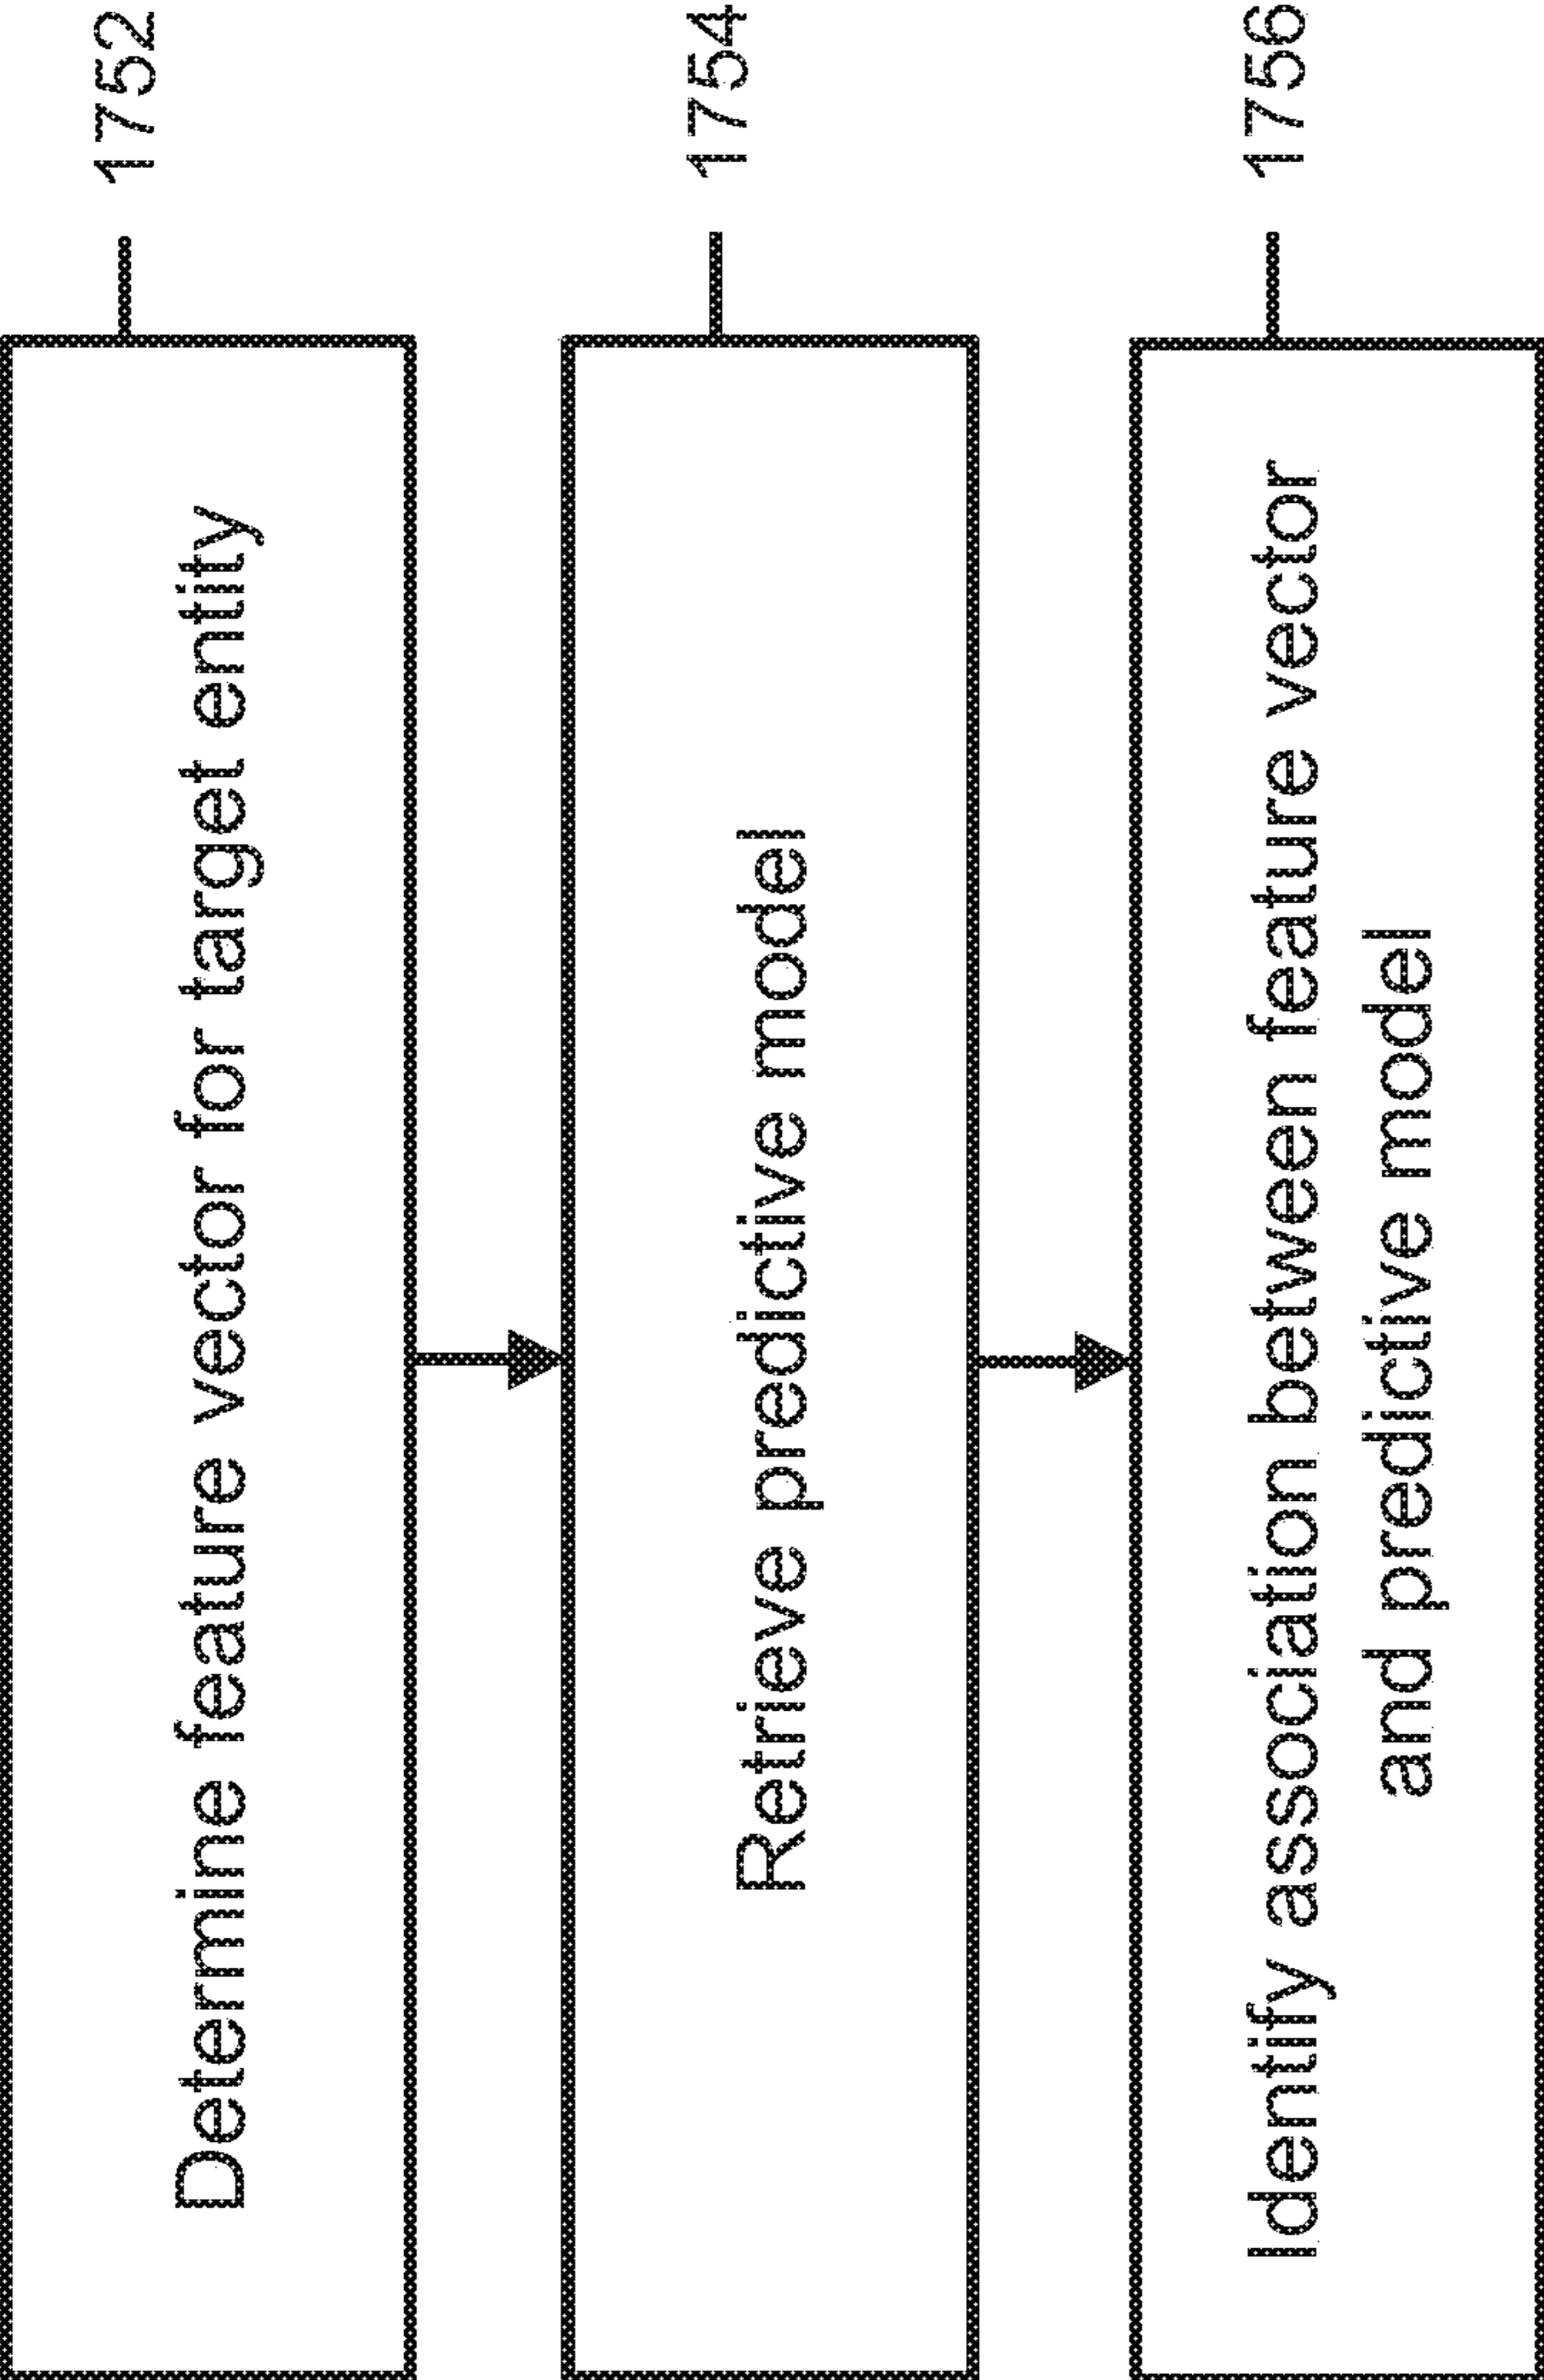 Determine feature vector for target entity
1752
Retrieve predictive model
1754
Identify association between feature vector
and predictive model
1756